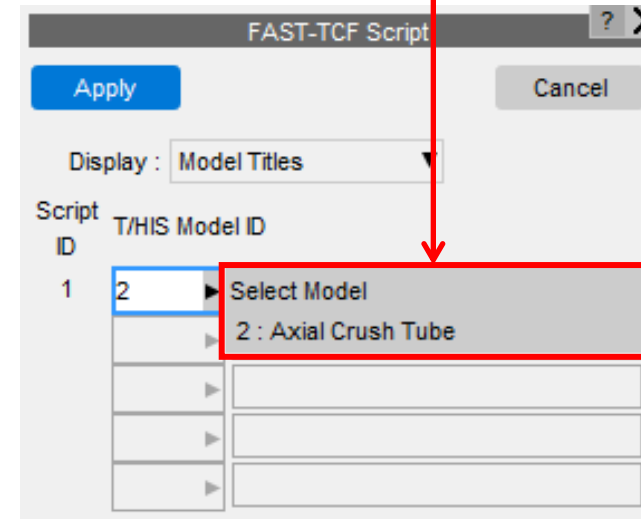 FAST-TCF Script ?
Apply Cancel
Display : Model Titles
Script ID T/HIS Model ID
1 2 Select Model
2 : Axial Crush Tube